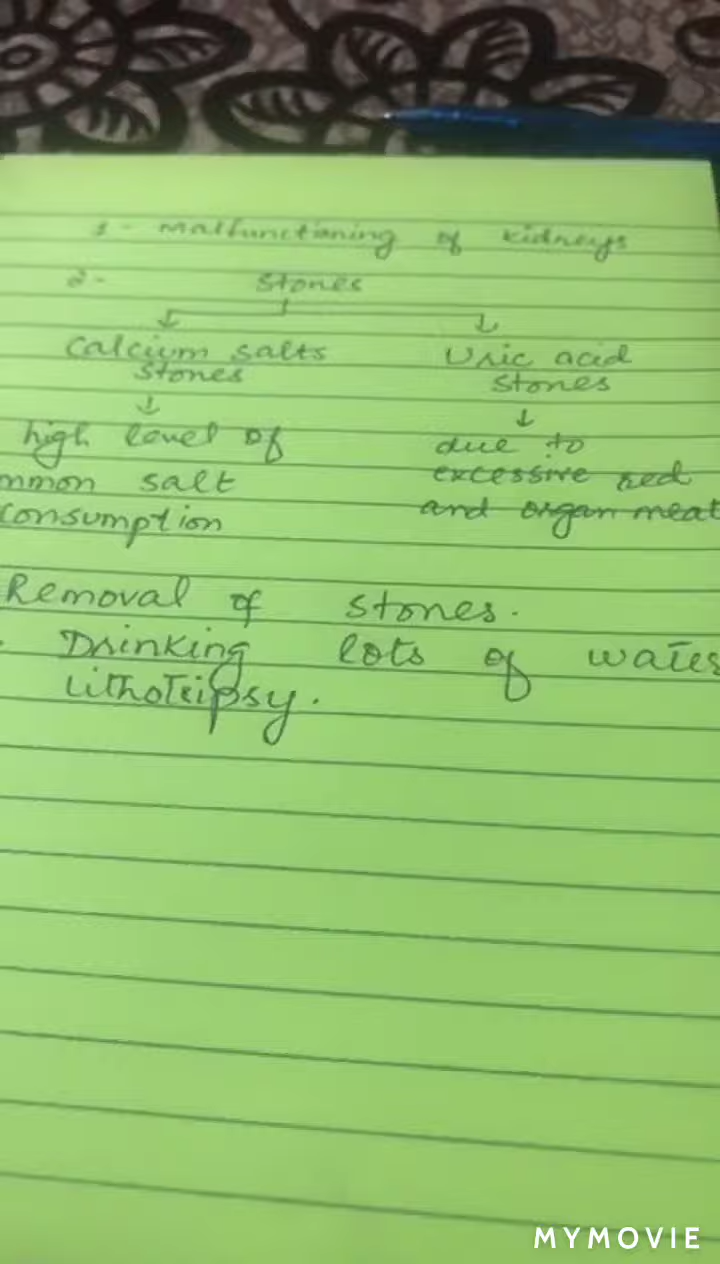 1- Malfunctioning of kidneys
2- Stones
Calcium salts stones
Uric acid stones
high level of
mmon salt
consumption
due to
excessive red
and organ meat
Removal of stones.
Drinking lots of water
Lithotripsy.
MYMOVIE